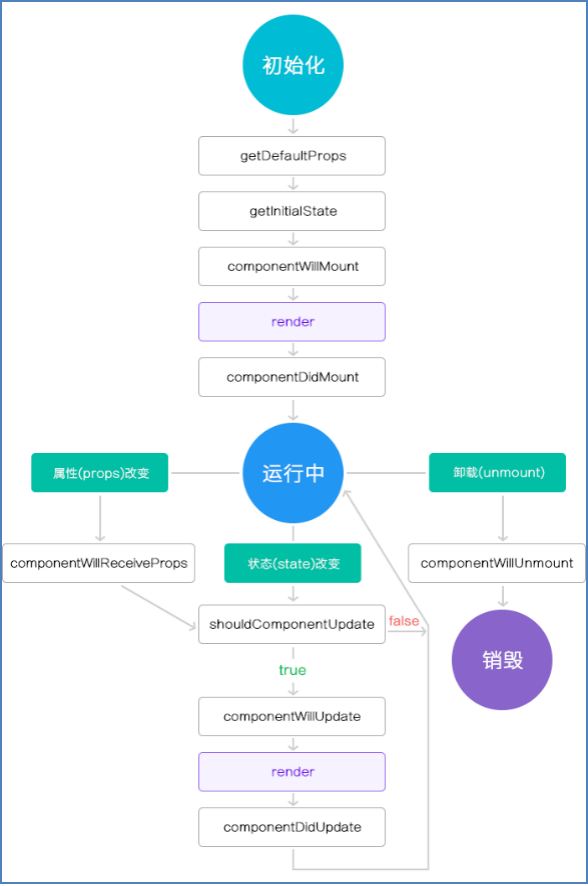 初始化
getDefaultProps
getInitialState
componentWillMount
render
componentDidMount
属性(props)改变
运行中
卸载(unmount)
componentWillReceiveProps
状态(state)改变
componentWillUnmount
shouldComponentUpdate
false
销毁
true
componentWillUpdate
render
componentDidUpdate